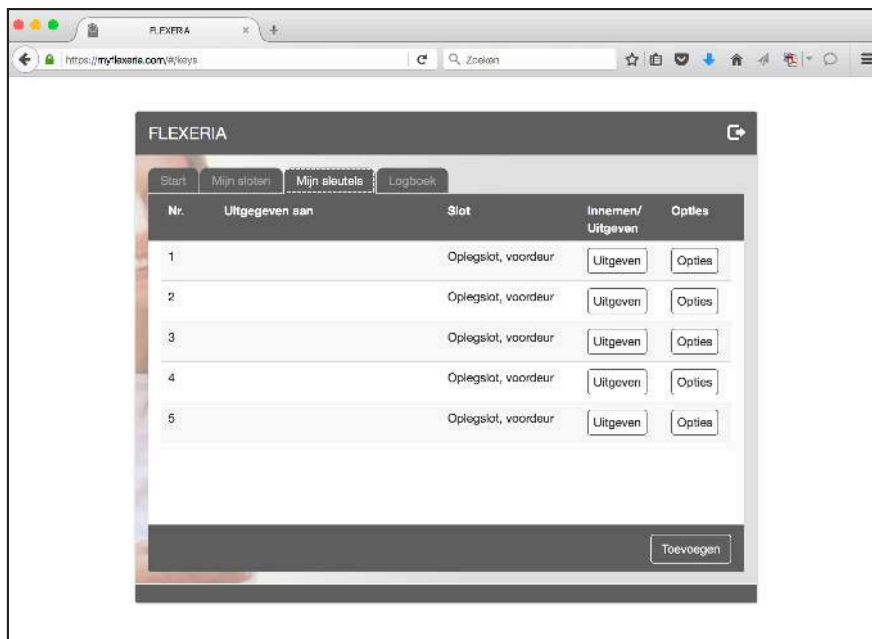 FLEXERIA
https://myflexeria.com/#/keys
Zoeken
FLEXERIA
Start Mijn sloten Mijn sleutels Logboek
Nr. Uitgegeven aan Slot Innemen/ Opties
Uitgeven
1 Oplegslot, voordeur Uitgeven Opties
2 Oplegslot, voordeur Uitgeven Opties
3 Oplegslot, voordeur Uitgeven Opties
4 Oplegslot, voordeur Uitgeven Opties
5 Oplegslot, voordeur Uitgeven Opties
Toevoegen